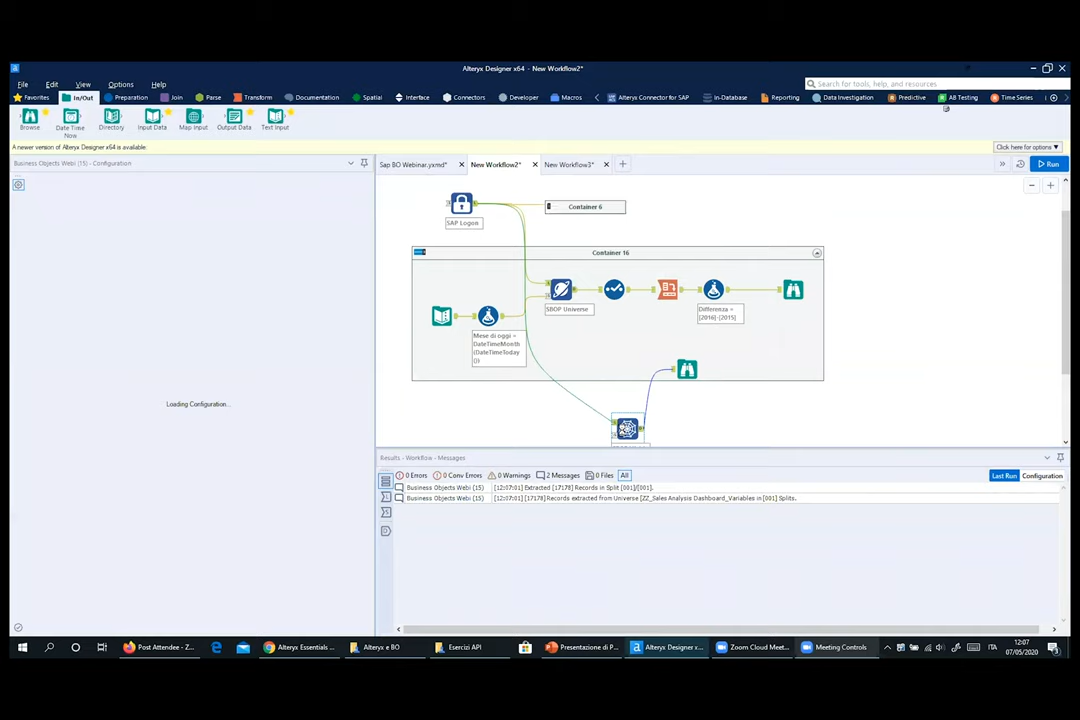 Alteryx Designer x64 - New Workflow2*
File Edit View Options Help
Search for tools, help, and resources...
Favorites In/Out Preparation Join Parse Transform Documentation Spatial Interface Connectors Developer Macros Alteryx Connector for SAP In-Database Reporting Data Investigation Predictive AB Testing Time Series
Browse Date Time Now Directory Input Data Map Input Output Data Text Input
A newer version of Alteryx Designer x64 is available.
Click here for options ▼
Business Objects Webi (15) - Configuration
Sap BO Webinar.yxmd* New Workflow2* New Workflow3*
Run
Loading Configuration...
SAP Logon
Container 6
Container 16
SBOP Universe
Differenza =
[2016]-[2015]
Mese di oggi =
DateTimeMonth
(DateTimeToday
())
Results - Workflow - Messages
0 Errors 0 Conv Errors 0 Warnings 2 Messages 0 Files All
Last Run Configuration
Business Objects Webi (15) [12:07:01] Extracted [17178] Records in Split [001]/[001].
Business Objects Webi (15) [12:07:01] [17178] Records extracted from Universe [ZZ_Sales Analysis Dashboard_Variables in [001] Splits.
Post Attendee - Z... Alteryx Essentials ... Alteryx e BO Esercizi API Presentazione di P... Alteryx Designer x... Zoom Cloud Meet... Meeting Controls
ITA
12:07
07/05/2020